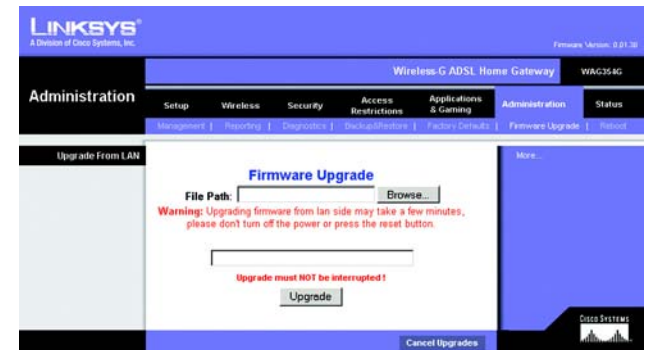 LINKSYS®
A Division of Cisco Systems, Inc.
Firmware Version: 0.01.30
Wireless-G ADSL Home Gateway WAG354G
Administration
Setup Wireless Security Access Restrictions Applications & Gaming Administration Status
Management | Reporting | Diagnostics | Backup&Restore | Factory Defaults | Firmware Upgrade | Reboot
Upgrade From LAN
More...
Firmware Upgrade
File Path: Browse...
Warning: Upgrading firmware from lan side may take a few minutes,
please don't turn off the power or press the reset button.
Upgrade must NOT be interrupted !
Upgrade
Cancel Upgrades
CISCO SYSTEMS